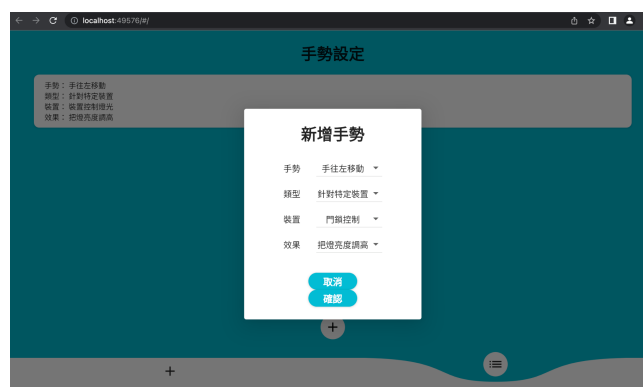 localhost:49576/#/
手勢設定
手勢： 手往左移動
類型： 針對特定裝置
裝置： 裝置控制燈光
效果： 把燈亮度調高
新增手勢
手勢 手往左移動
類型 針對特定裝置
裝置 門鎖控制
效果 把燈亮度調高
取消
確認